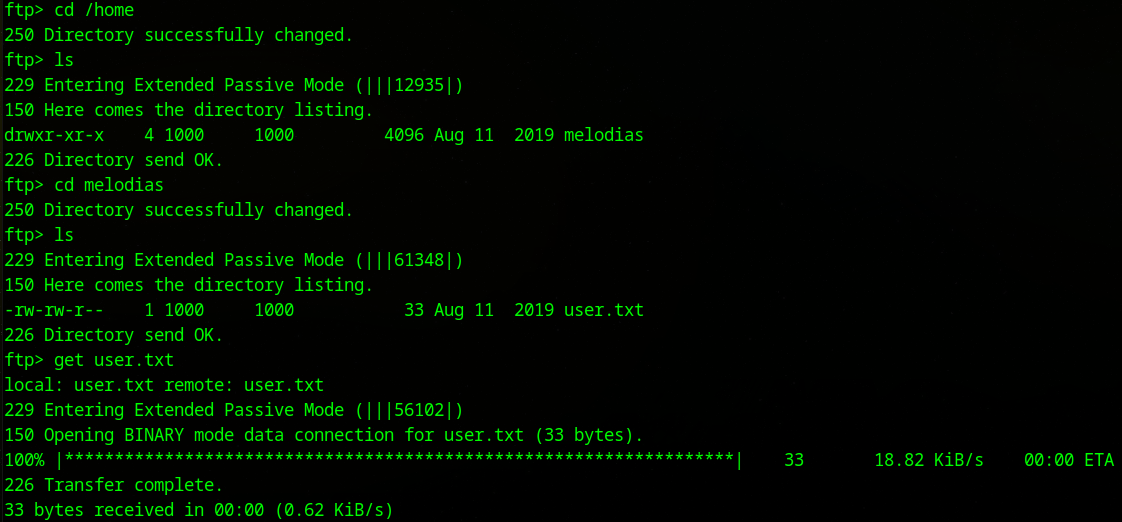 ftp> cd /home
250 Directory successfully changed.
ftp> ls
229 Entering Extended Passive Mode (|||12935|)
150 Here comes the directory listing.
drwxr-xr-x    4 1000     1000         4096 Aug 11  2019 melodias
226 Directory send OK.
ftp> cd melodias
250 Directory successfully changed.
ftp> ls
229 Entering Extended Passive Mode (|||61348|)
150 Here comes the directory listing.
-rw-rw-r--    1 1000     1000           33 Aug 11  2019 user.txt
226 Directory send OK.
ftp> get user.txt
local: user.txt remote: user.txt
229 Entering Extended Passive Mode (|||56102|)
150 Opening BINARY mode data connection for user.txt (33 bytes).
100% |*******************************************************************|    33       18.82 KiB/s    00:00 ETA
226 Transfer complete.
33 bytes received in 00:00 (0.62 KiB/s)